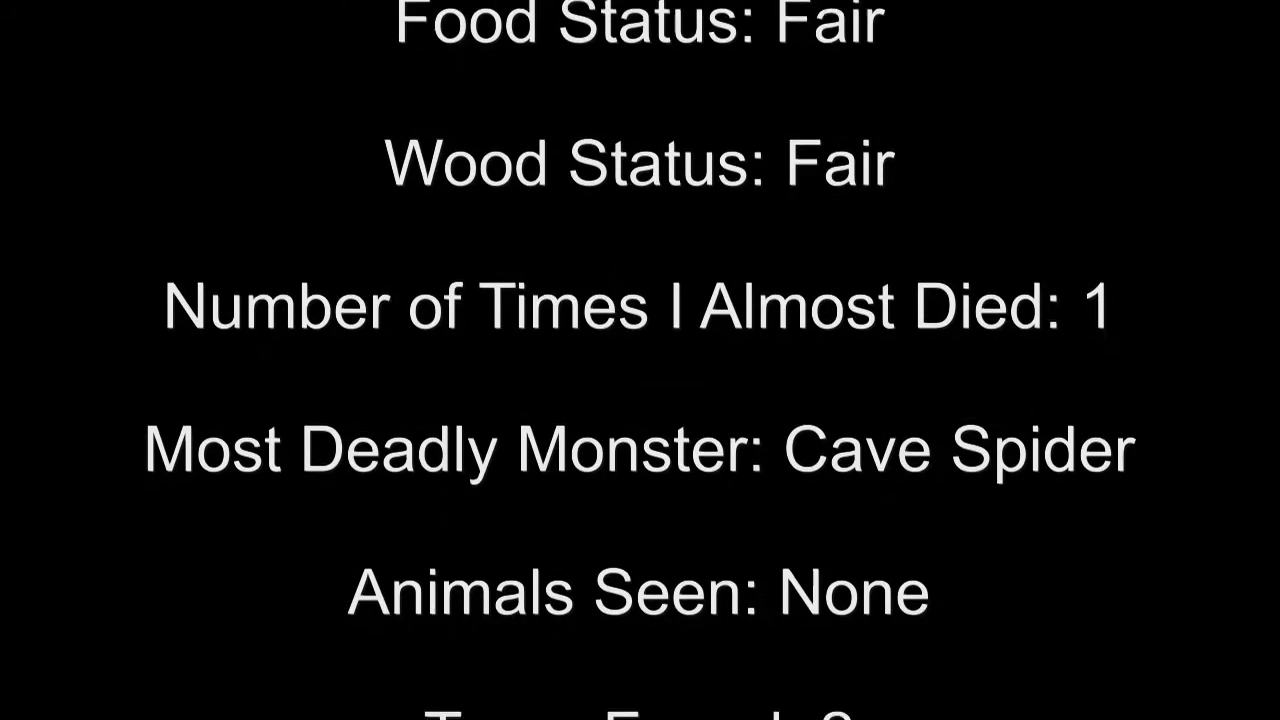 Food Status: Fair
Wood Status: Fair
Number of Times I Almost Died: 1
Most Deadly Monster: Cave Spider
Animals Seen: None